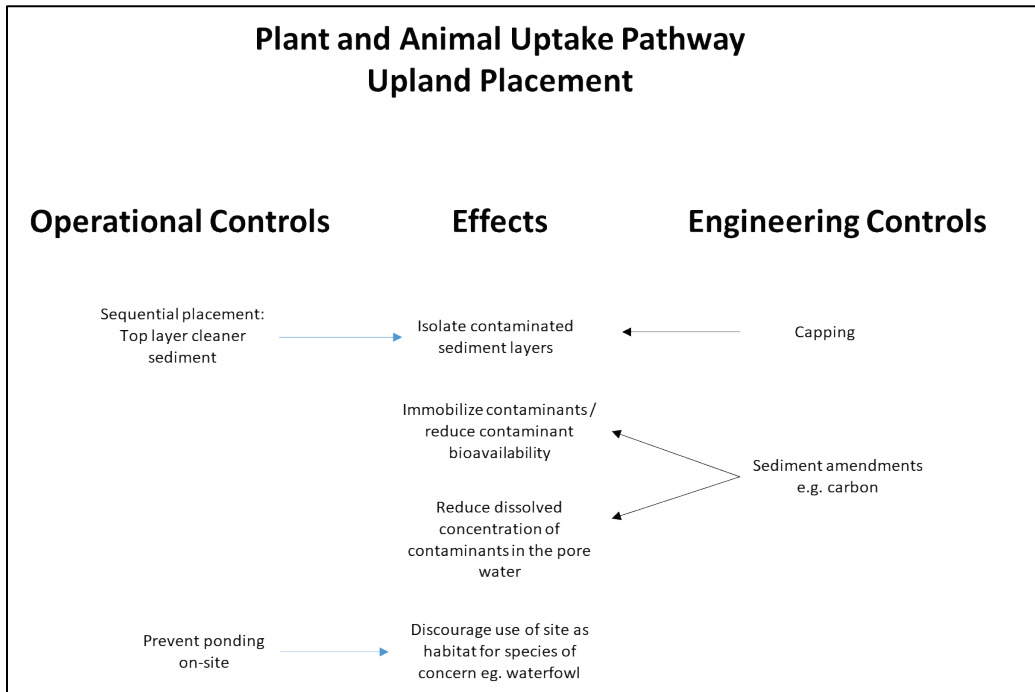 Plant and Animal Uptake Pathway
Upland Placement
Operational Controls
Effects
Engineering Controls
Sequential placement:
Top layer cleaner
sediment
Isolate contaminated
sediment layers
Capping
Immobilize contaminants /
reduce contaminant
bioavailability
Sediment amendments
e.g. carbon
Reduce dissolved
concentration of
contaminants in the pore
water
Prevent ponding
on-site
Discourage use of site as
habitat for species of
concern eg. waterfowl